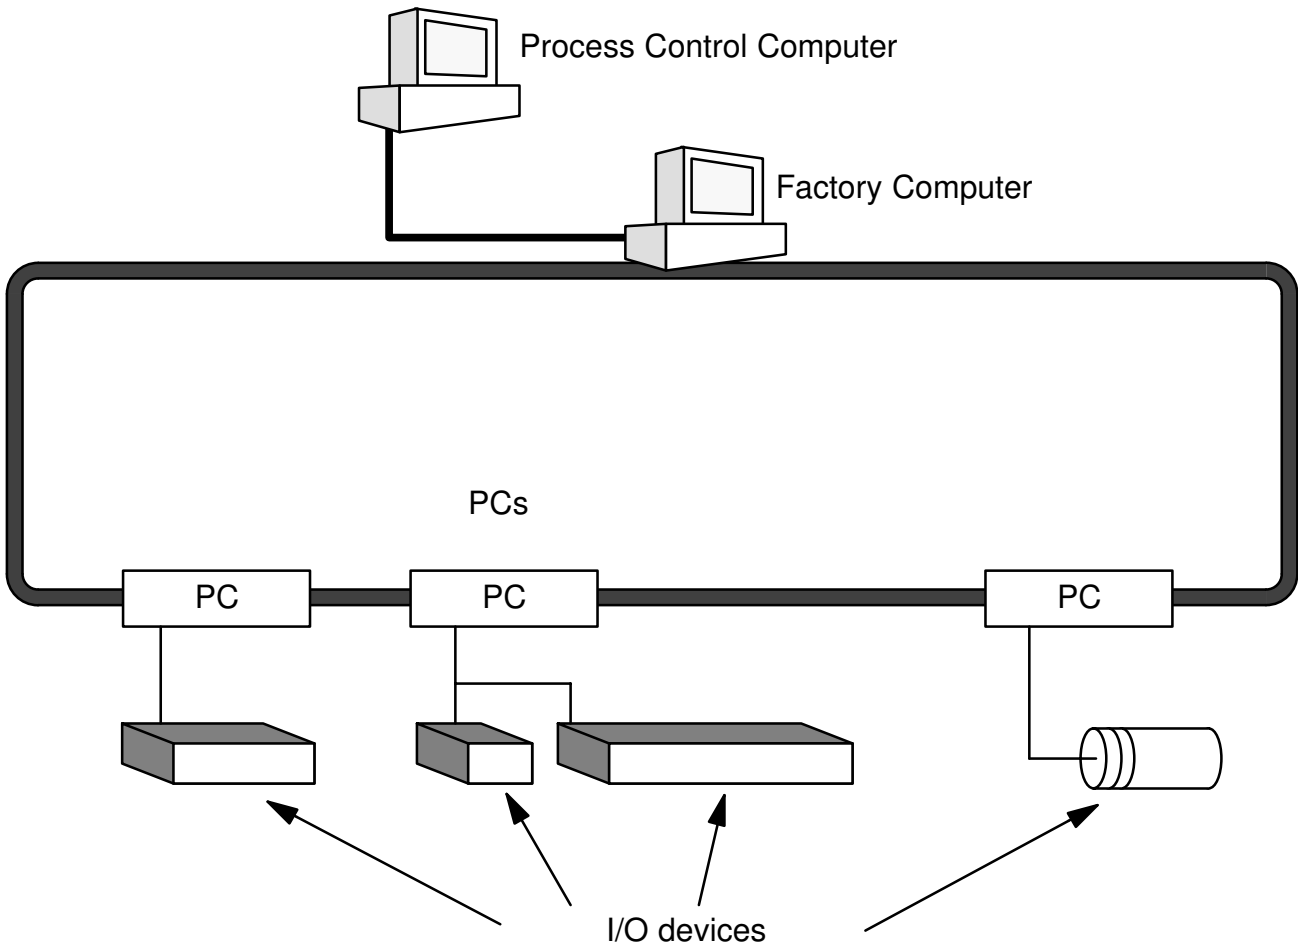 Process Control Computer
Factory Computer
PCs
PC
PC
PC
I/O devices